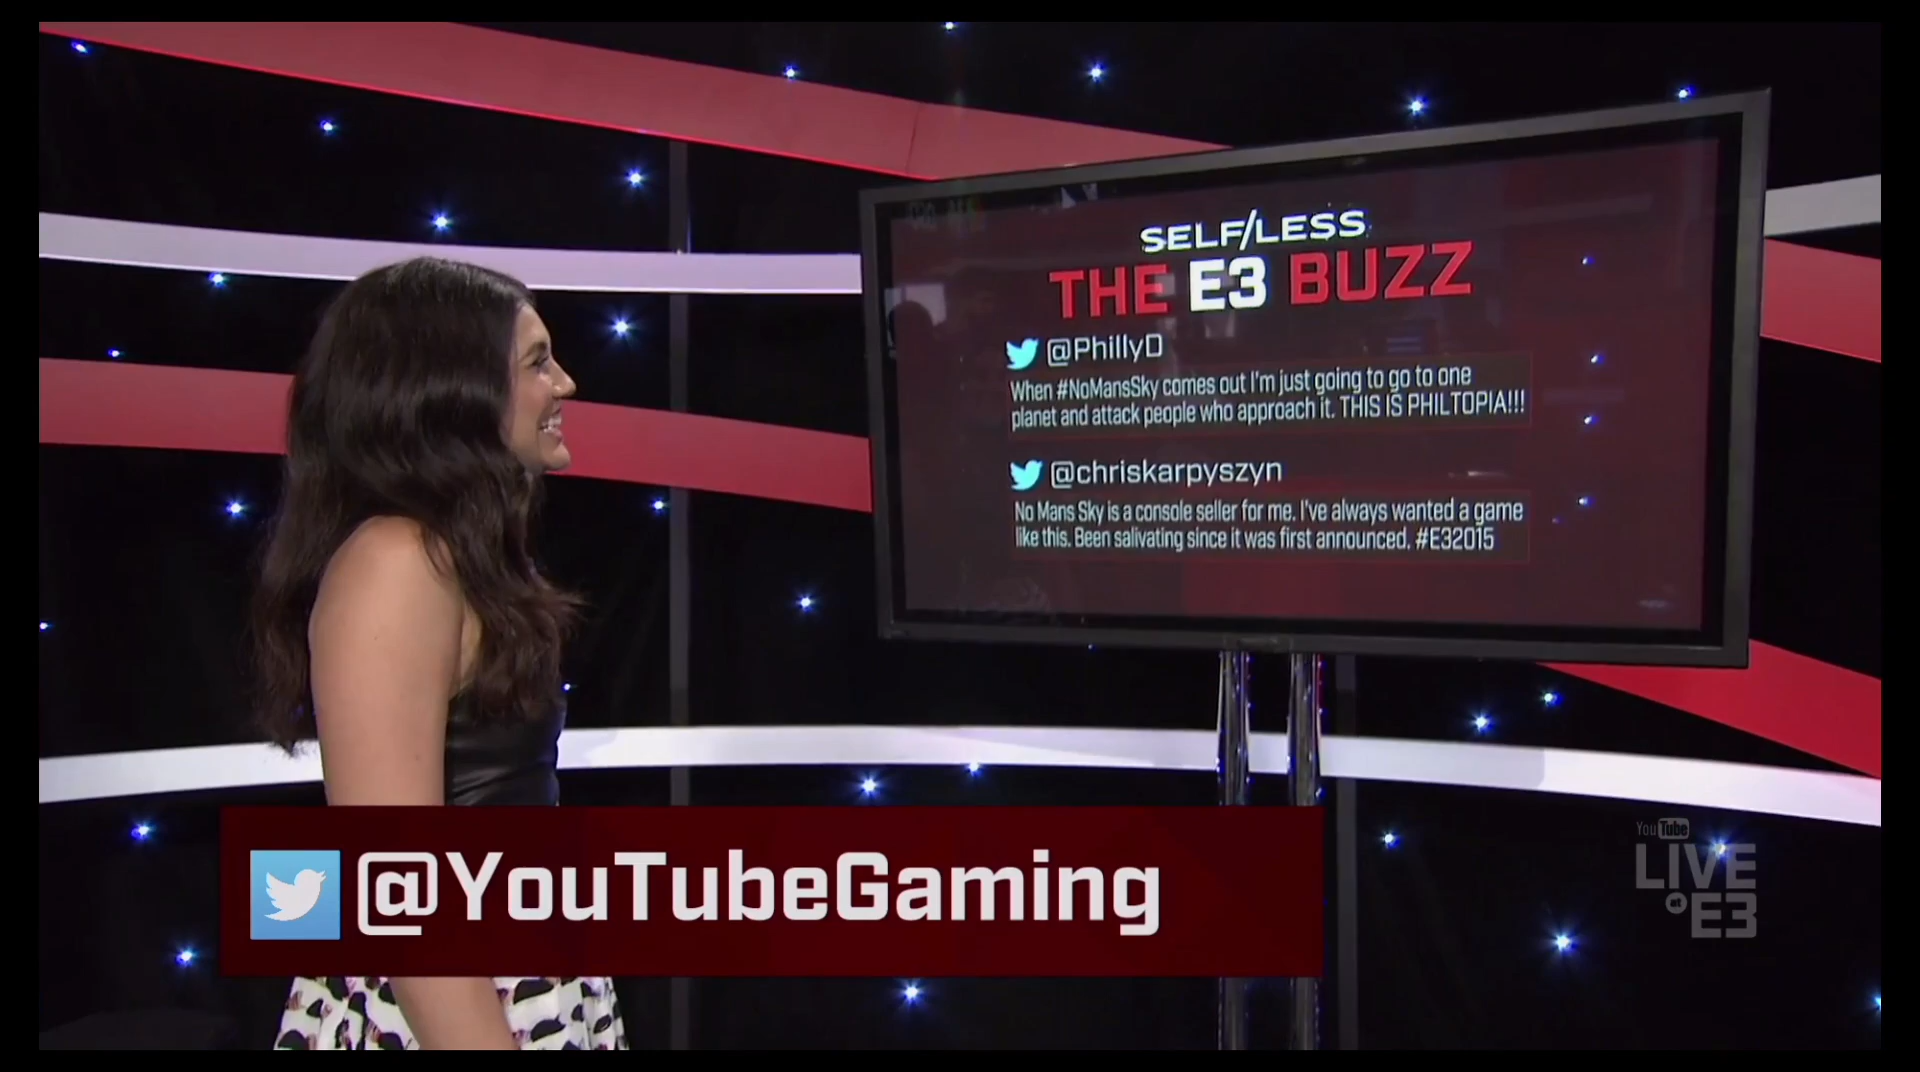 SELF/LESS
THE E3 BUZZ
@PhillyD
When #NoMansSky comes out I'm just going to go to one
planet and attack people who approach it. THIS IS PHILTOPIA!!!
@chriskarpyszyn
No Mans Sky is a console seller for me. I've always wanted a game
like this. Been salivating since it was first announced. #E32015
@YouTubeGaming
YouTube
LIVE
at E3